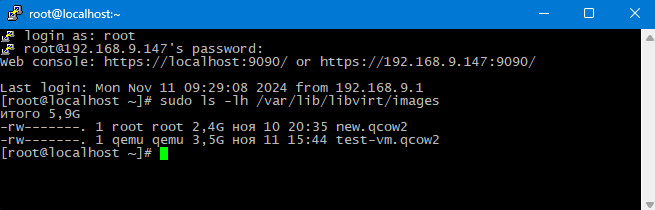 root@localhost:~
login as: root
root@192.168.9.147's password:
Web console: https://localhost:9090/ or https://192.168.9.147:9090/
Last login: Mon Nov 11 09:29:08 2024 from 192.168.9.1
[root@localhost ~]# sudo ls -lh /var/lib/libvirt/images
итого 5,9G
-rw-------. 1 root root 2,4G ноя 10 20:35 new.qcow2
-rw-------. 1 qemu qemu 3,5G ноя 11 15:44 test-vm.qcow2
[root@localhost ~]#